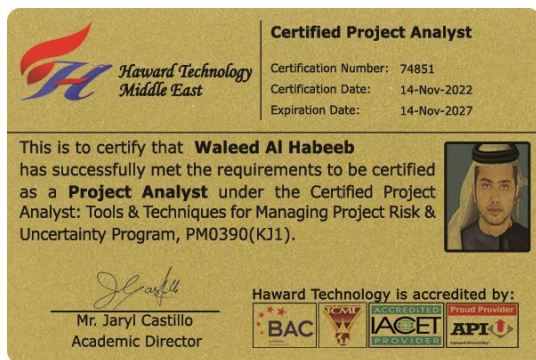 Haward Technology
Middle East
Certified Project Analyst
Certification Number: 74851
Certification Date: 14-Nov-2022
Expiration Date: 14-Nov-2027
This is to certify that Waleed Al Habeeb
has successfully met the requirements to be certified
as a Project Analyst under the Certified Project
Analyst: Tools & Techniques for Managing Project Risk &
Uncertainty Program, PM0390(KJ1).
Mr. Jaryl Castillo
Academic Director
Haward Technology is accredited by:
BAC
TCMI
ACCREDITED
IACET
PROVIDER
Proud Provider
API